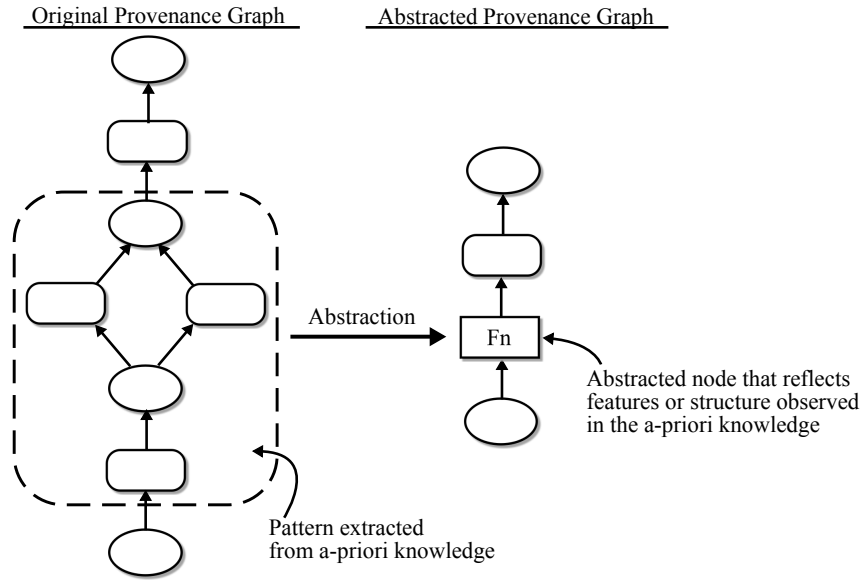 Original Provenance Graph
Abstracted Provenance Graph
Abstraction
Fn
Abstracted node that reflects
features or structure observed
in the a-priori knowledge
Pattern extracted
from a-priori knowledge